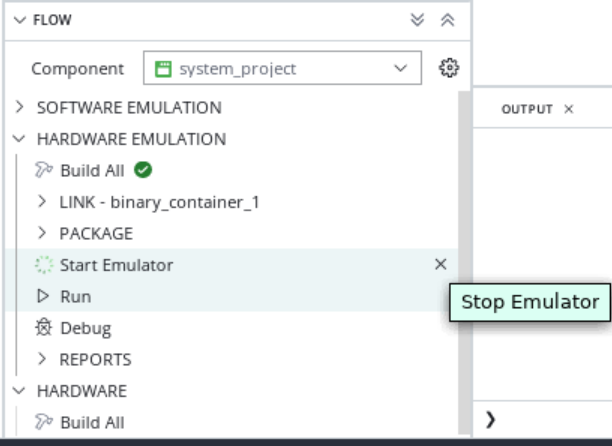 FLOW
Component system_project
SOFTWARE EMULATION
HARDWARE EMULATION
Build All
LINK - binary_container_1
PACKAGE
Start Emulator
Run
Debug
REPORTS
HARDWARE
Build All
OUTPUT
Stop Emulator